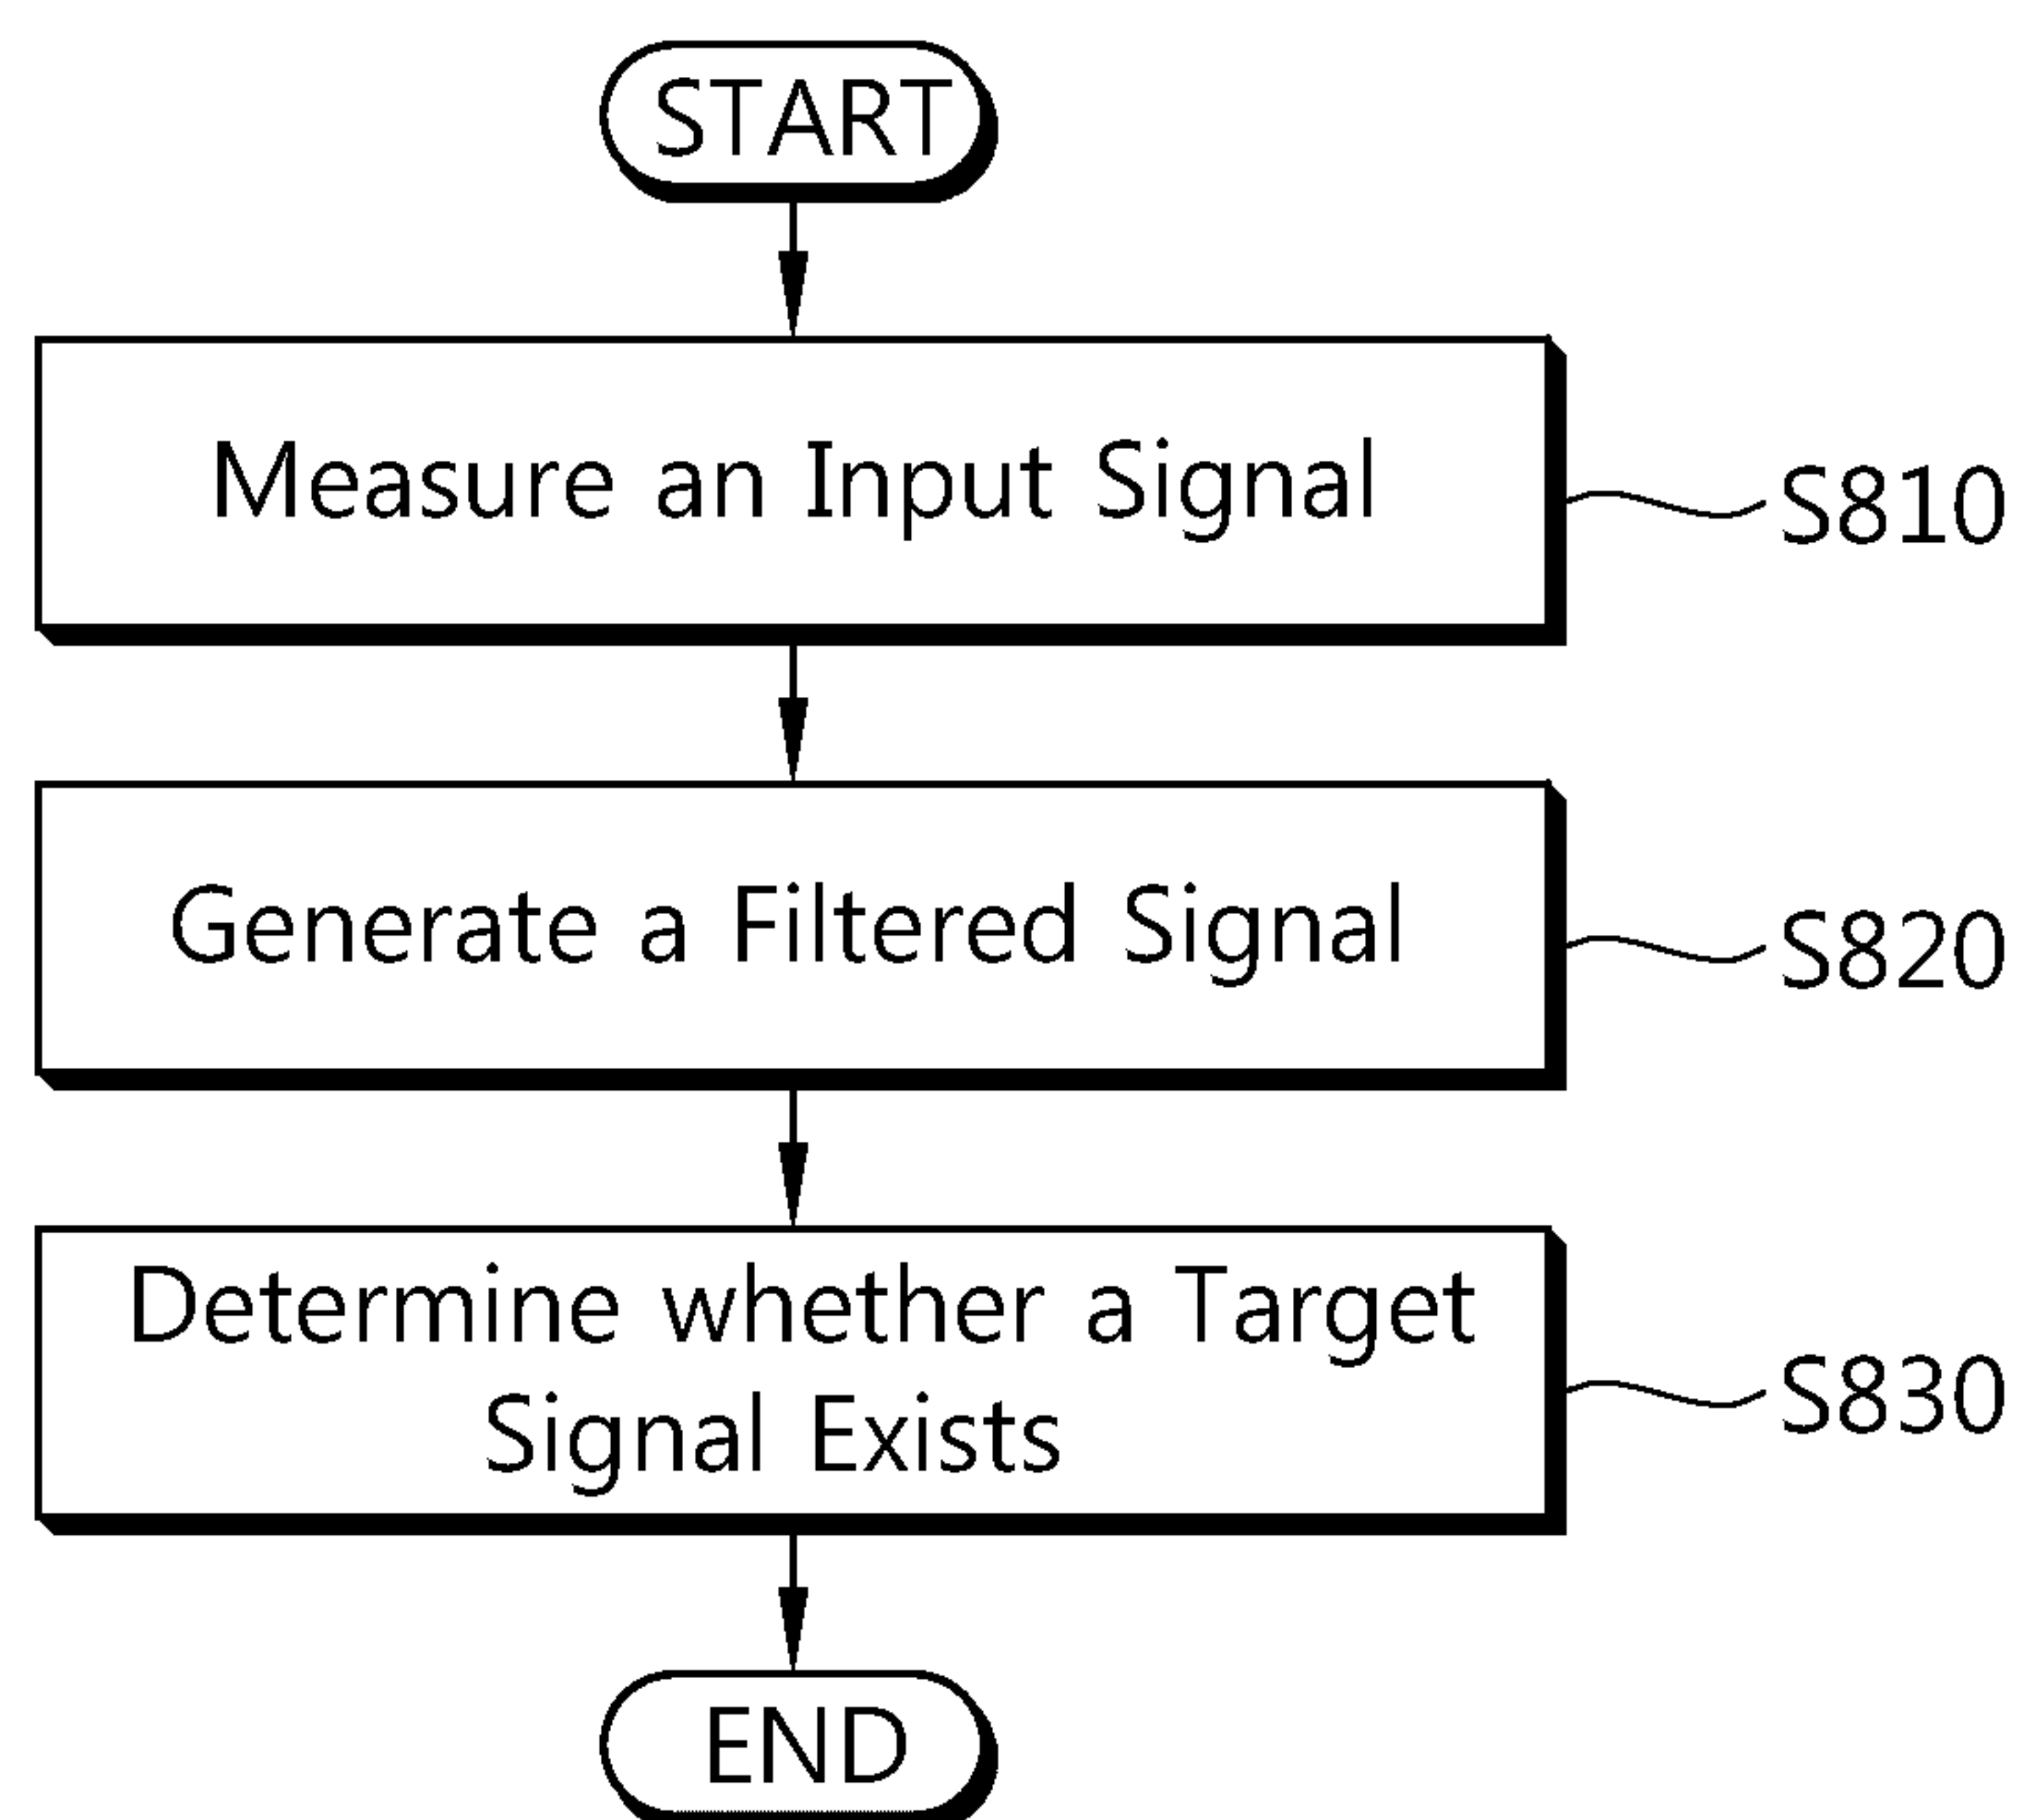 START
Measure an Input Signal
S810
Generate a Filtered Signal
S820
Determine whether a Target
Signal Exists
S830
END